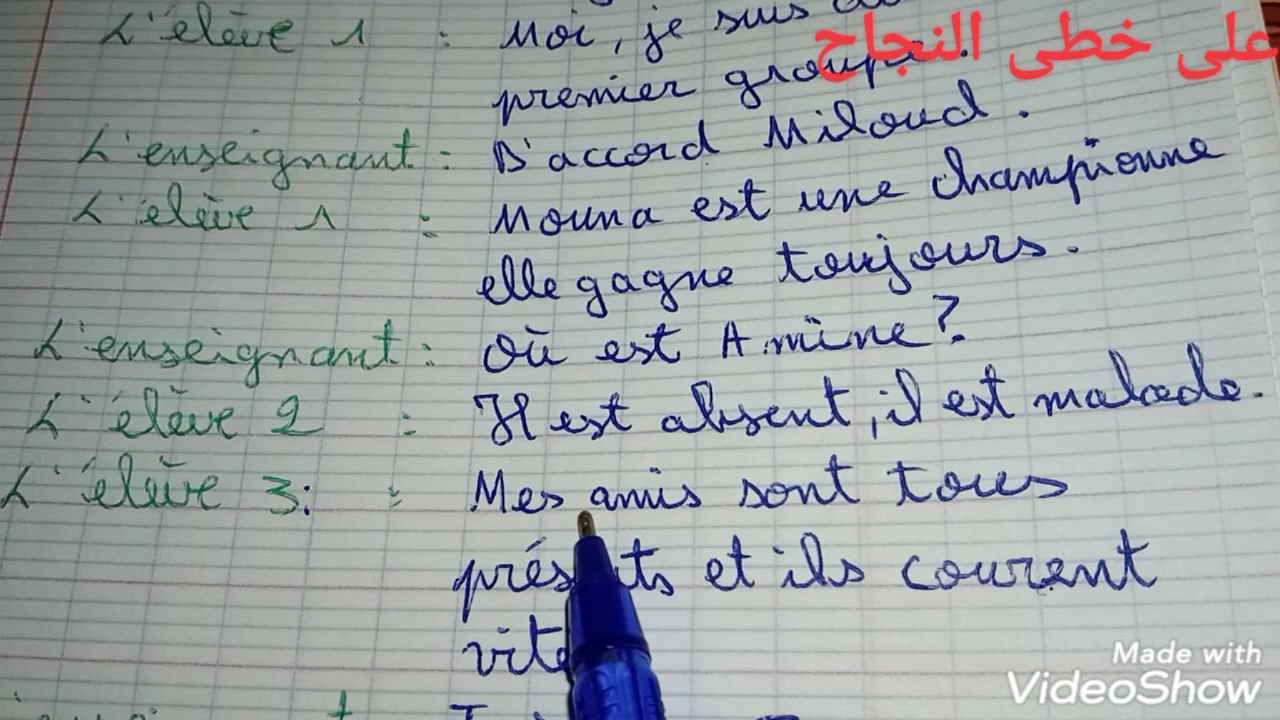 L'élève 1 : Moi, je suis
على خطى النجاح
premier groupe.
L'enseignant : D'accord Miloud.
L'élève 1 : Mouna est une championne
elle gagne toujours.
L'enseignant : Où est Amine?
L'élève 2 : Il est absent, il est malade.
L'élève 3: : Mes amis sont tous
et ils courent
Made with
VideoShow